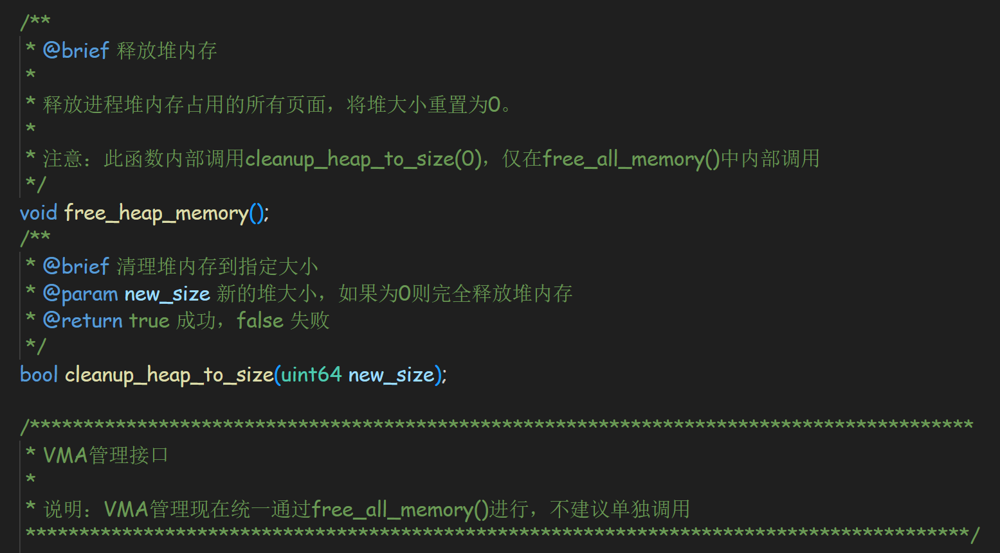 /**
* @brief 释放堆内存
*
* 释放进程堆内存占用的所有页面，将堆大小重置为0。
*
* 注意：此函数内部调用cleanup_heap_to_size(0)，仅在free_all_memory()中内部调用
*/
void free_heap_memory();
/**
* @brief 清理堆内存到指定大小
* @param new_size 新的堆大小，如果为0则完全释放堆内存
* @return true 成功，false 失败
*/
bool cleanup_heap_to_size(uint64 new_size);
/****************************************************************************************
* VMA管理接口
*
* 说明：VMA管理现在统一通过free_all_memory()进行，不建议单独调用
****************************************************************************************/